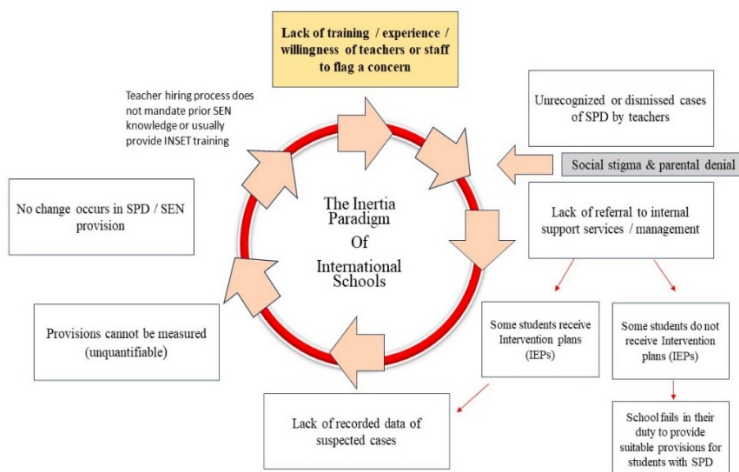 Lack of training / experience /
willingness of teachers or staff
to flag a concern
Teacher hiring process does
not mandate prior SEN
knowledge or usually
provide INSET training
Unrecognized or dismissed cases
of SPD by teachers
Social stigma & parental denial
No change occurs in SPD / SEN
provision
The Inertia
Paradigm
Of
International
Schools
Lack of referral to internal
support services / management
Provisions cannot be measured
(unquantifiable)
Some students receive
Intervention plans
(IEPs)
Some students do not
receive Intervention
plans (IEPs)
Lack of recorded data of
suspected cases
School fails in their
duty to provide
suitable provisions for
students with SPD